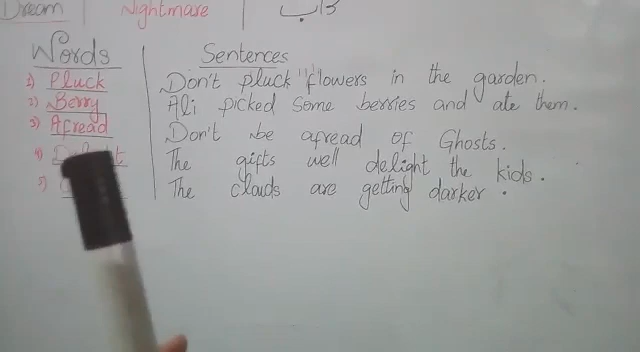 Dream | Nightmare
Words Sentences
1) Pluck Don't pluck flowers in the garden.
2) Berry Ali picked some berries and ate them.
3) Afread Don't be afread of Ghosts.
4) The gifts well delight the kids.
5) The clouds are getting darker.